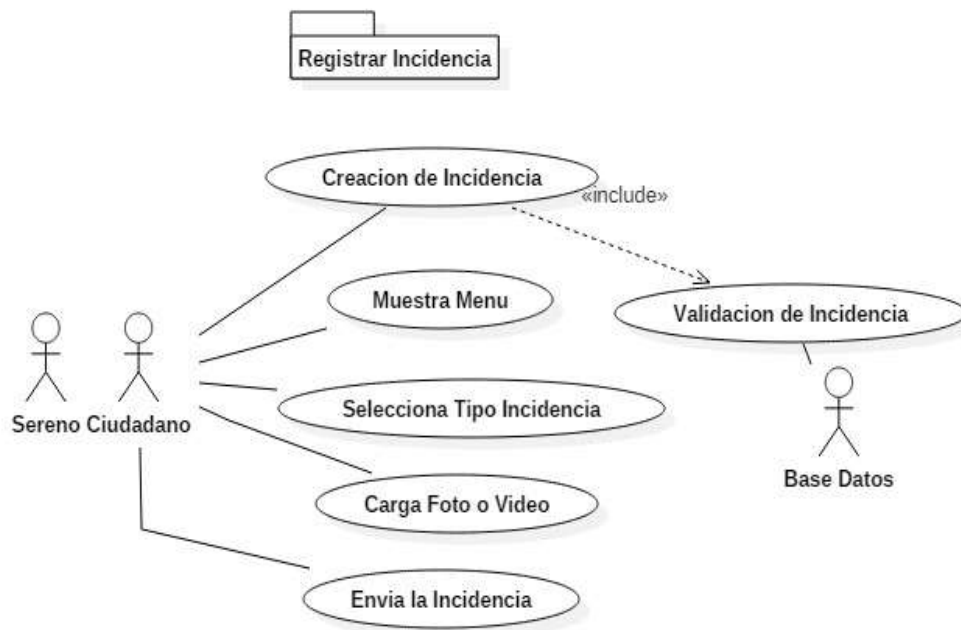 Registrar Incidencia
Creacion de Incidencia
«include»
Muestra Menu
Validacion de Incidencia
Selecciona Tipo Incidencia
Sereno Ciudadano
Base Datos
Carga Foto o Video
Envia la Incidencia